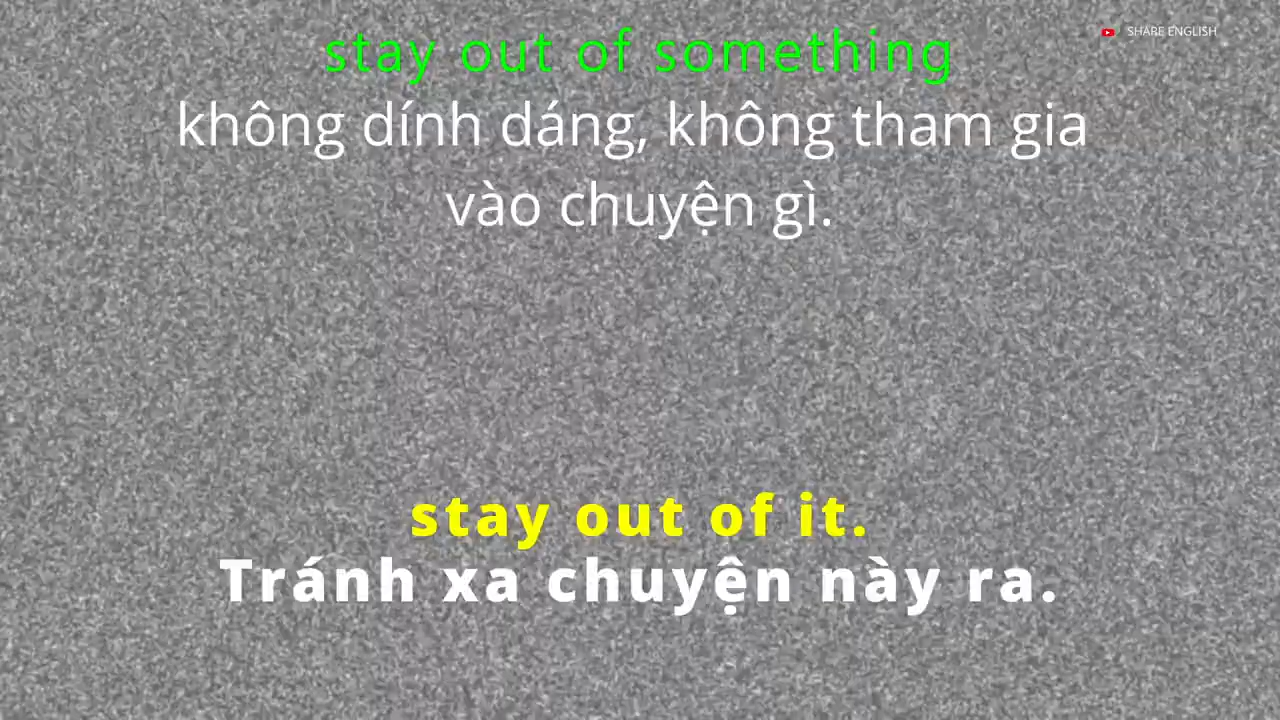 SHARE ENGLISH
stay out of something
không dính dáng, không tham gia
vào chuyện gì.
stay out of it.
Tránh xa chuyện này ra.